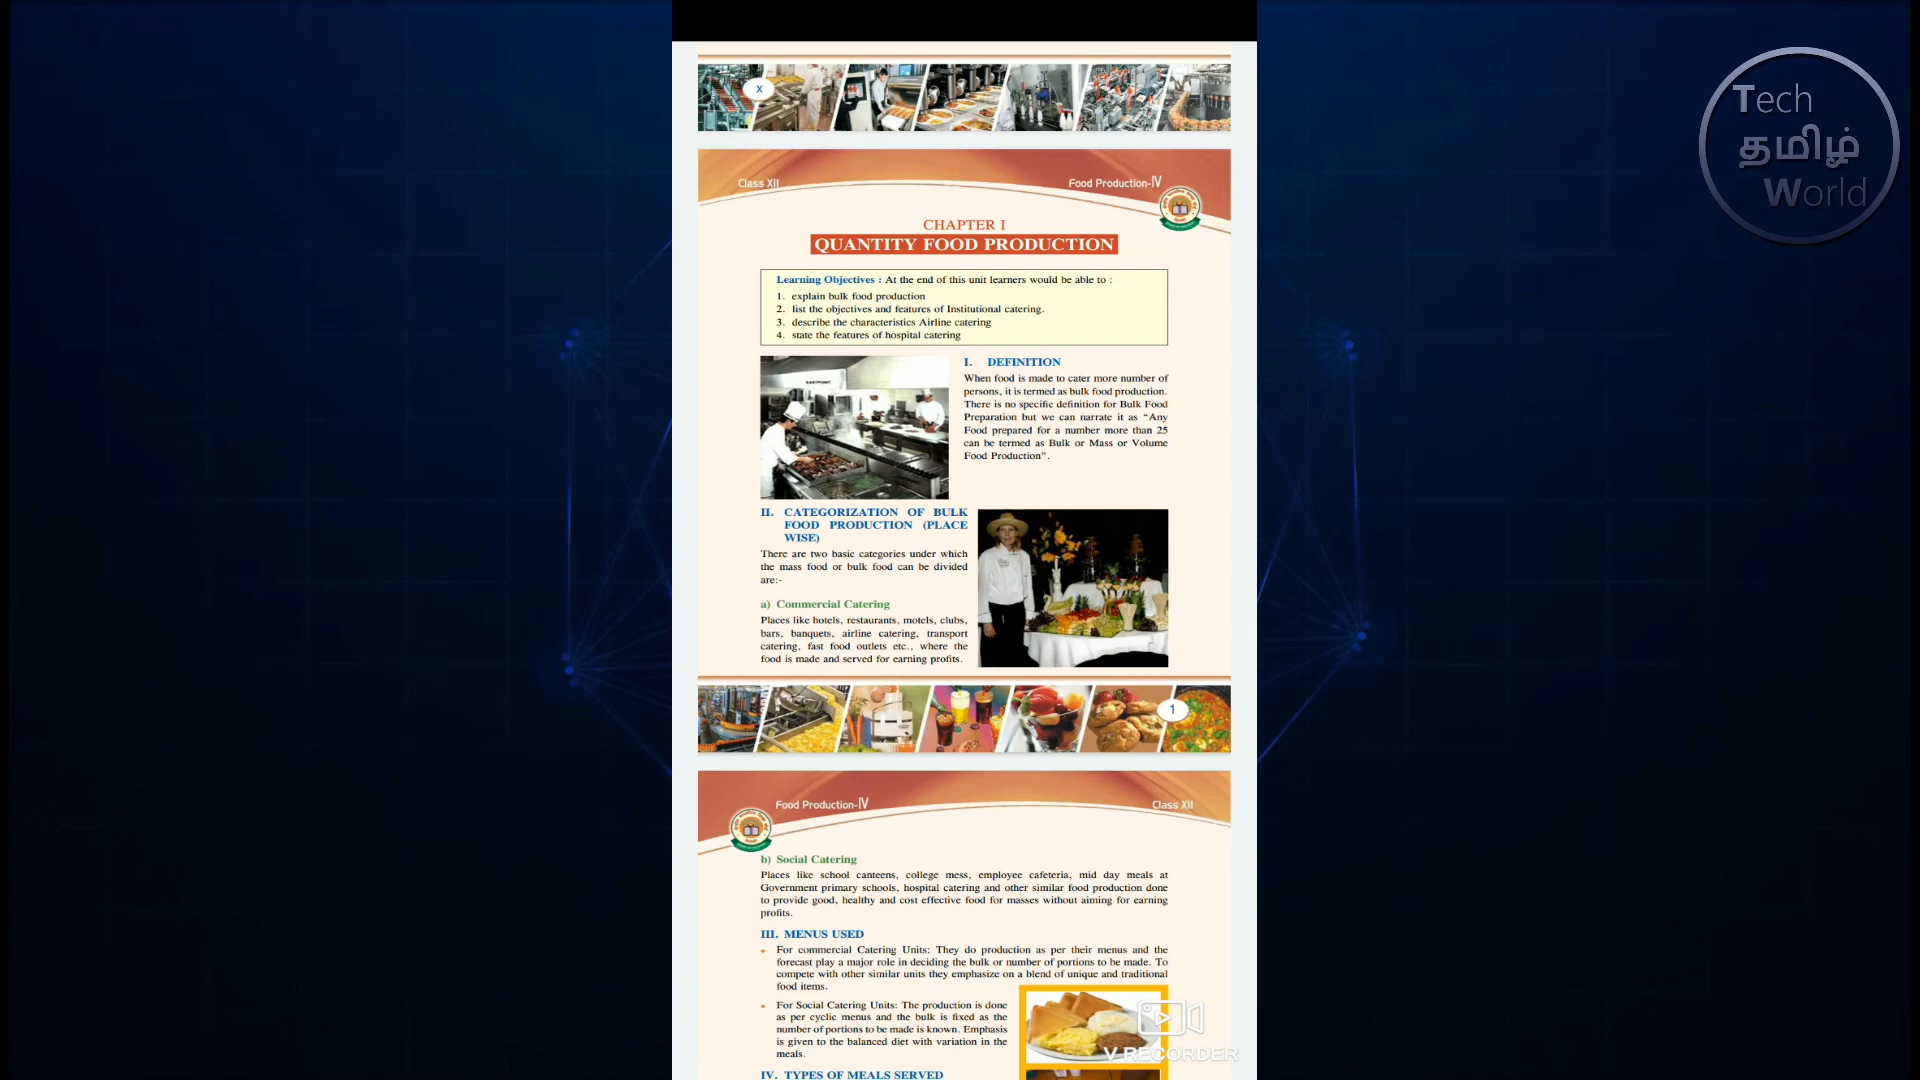 Tech
தமிழ்
World
x
Class XII
Food Production-IV
CHAPTER I
QUANTITY FOOD PRODUCTION
Learning Objectives : At the end of this unit learners would be able to :
1. explain bulk food production
2. list the objectives and features of Institutional catering.
3. describe the characteristics Airline catering
4. state the features of hospital catering
EASTPOINT
I. DEFINITION
When food is made to cater more number of
persons, it is termed as bulk food production.
There is no specific definition for Bulk Food
Preparation but we can narrate it as “Any
Food prepared for a number more than 25
can be termed as Bulk or Mass or Volume
Food Production”.
II. CATEGORIZATION OF BULK
FOOD PRODUCTION (PLACE
WISE)
There are two basic categories under which
the mass food or bulk food can be divided
are:-
a) Commercial Catering
Places like hotels, restaurants, motels, clubs,
bars, banquets, airline catering, transport
catering, fast food outlets etc., where the
food is made and served for earning profits.
1
Food Production-IV
Class XII
b) Social Catering
Places like school canteens, college mess, employee cafeteria, mid day meals at
Government primary schools, hospital catering and other similar food production done
to provide good, healthy and cost effective food for masses without aiming for earning
profits.
III. MENUS USED
• For commercial Catering Units: They do production as per their menus and the
forecast play a major role in deciding the bulk or number of portions to be made. To
compete with other similar units they emphasize on a blend of unique and traditional
food items.
• For Social Catering Units: The production is done
as per cyclic menus and the bulk is fixed as the
number of portions to be made is known. Emphasis
is given to the balanced diet with variation in the
meals.
IV. TYPES OF MEALS SERVED
V RECORDER